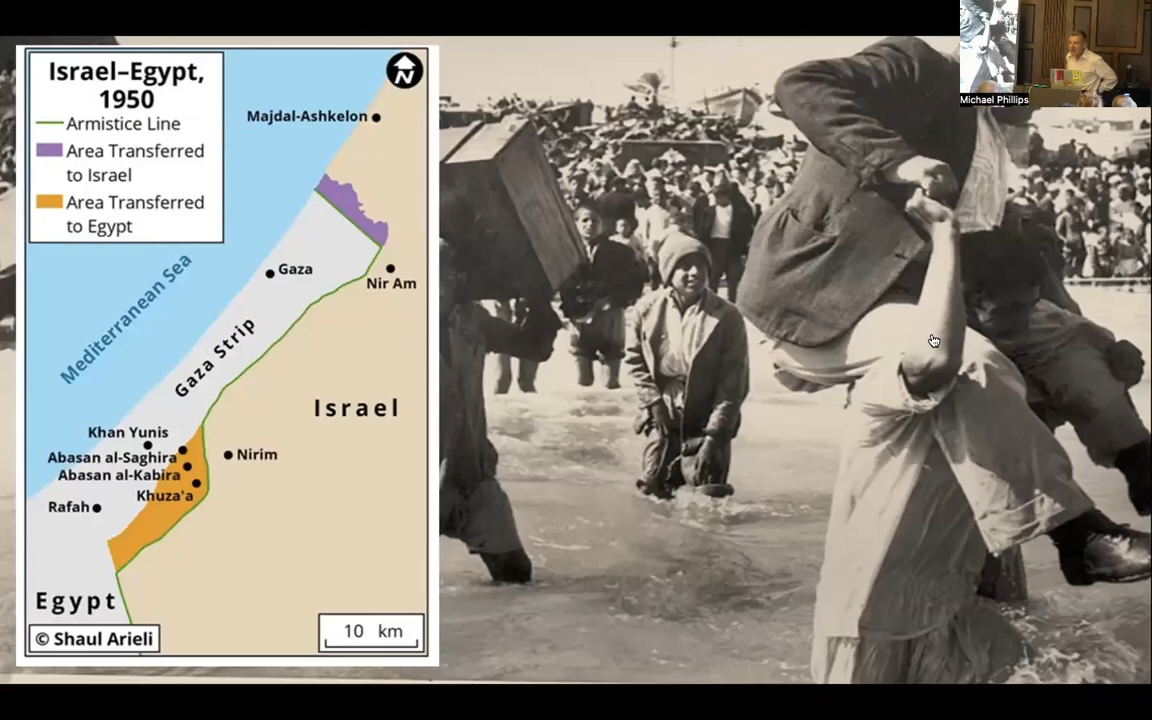 Israel–Egypt,
1950
Armistice Line
Area Transferred
to Israel
Area Transferred
to Egypt
N
Majdal-Ashkelon
Mediterranean Sea
Gaza
Nir Am
Gaza Strip
Israel
Khan Yunis
Abasan al-Saghira
Nirim
Abasan al-Kabira
Khuza'a
Rafah
Egypt
© Shaul Arieli
10 km
Michael Phillips